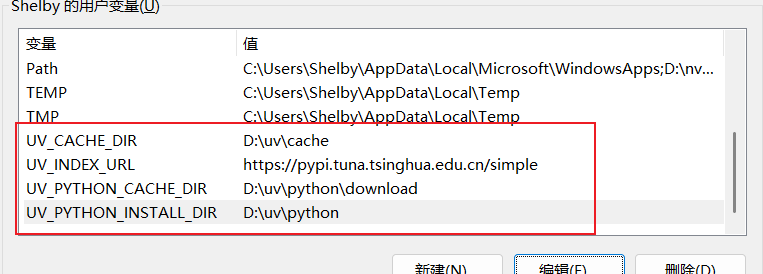 Shelby 的用户变量(U)
变量 值
Path C:\Users\Shelby\AppData\Local\Microsoft\WindowsApps;D:\nv...
TEMP C:\Users\Shelby\AppData\Local\Temp
TMP C:\Users\Shelby\AppData\Local\Temp
UV_CACHE_DIR D:\uv\cache
UV_INDEX_URL https://pypi.tuna.tsinghua.edu.cn/simple
UV_PYTHON_CACHE_DIR D:\uv\python\download
UV_PYTHON_INSTALL_DIR D:\uv\python
新建(N)... 编辑(E)... 删除(D)